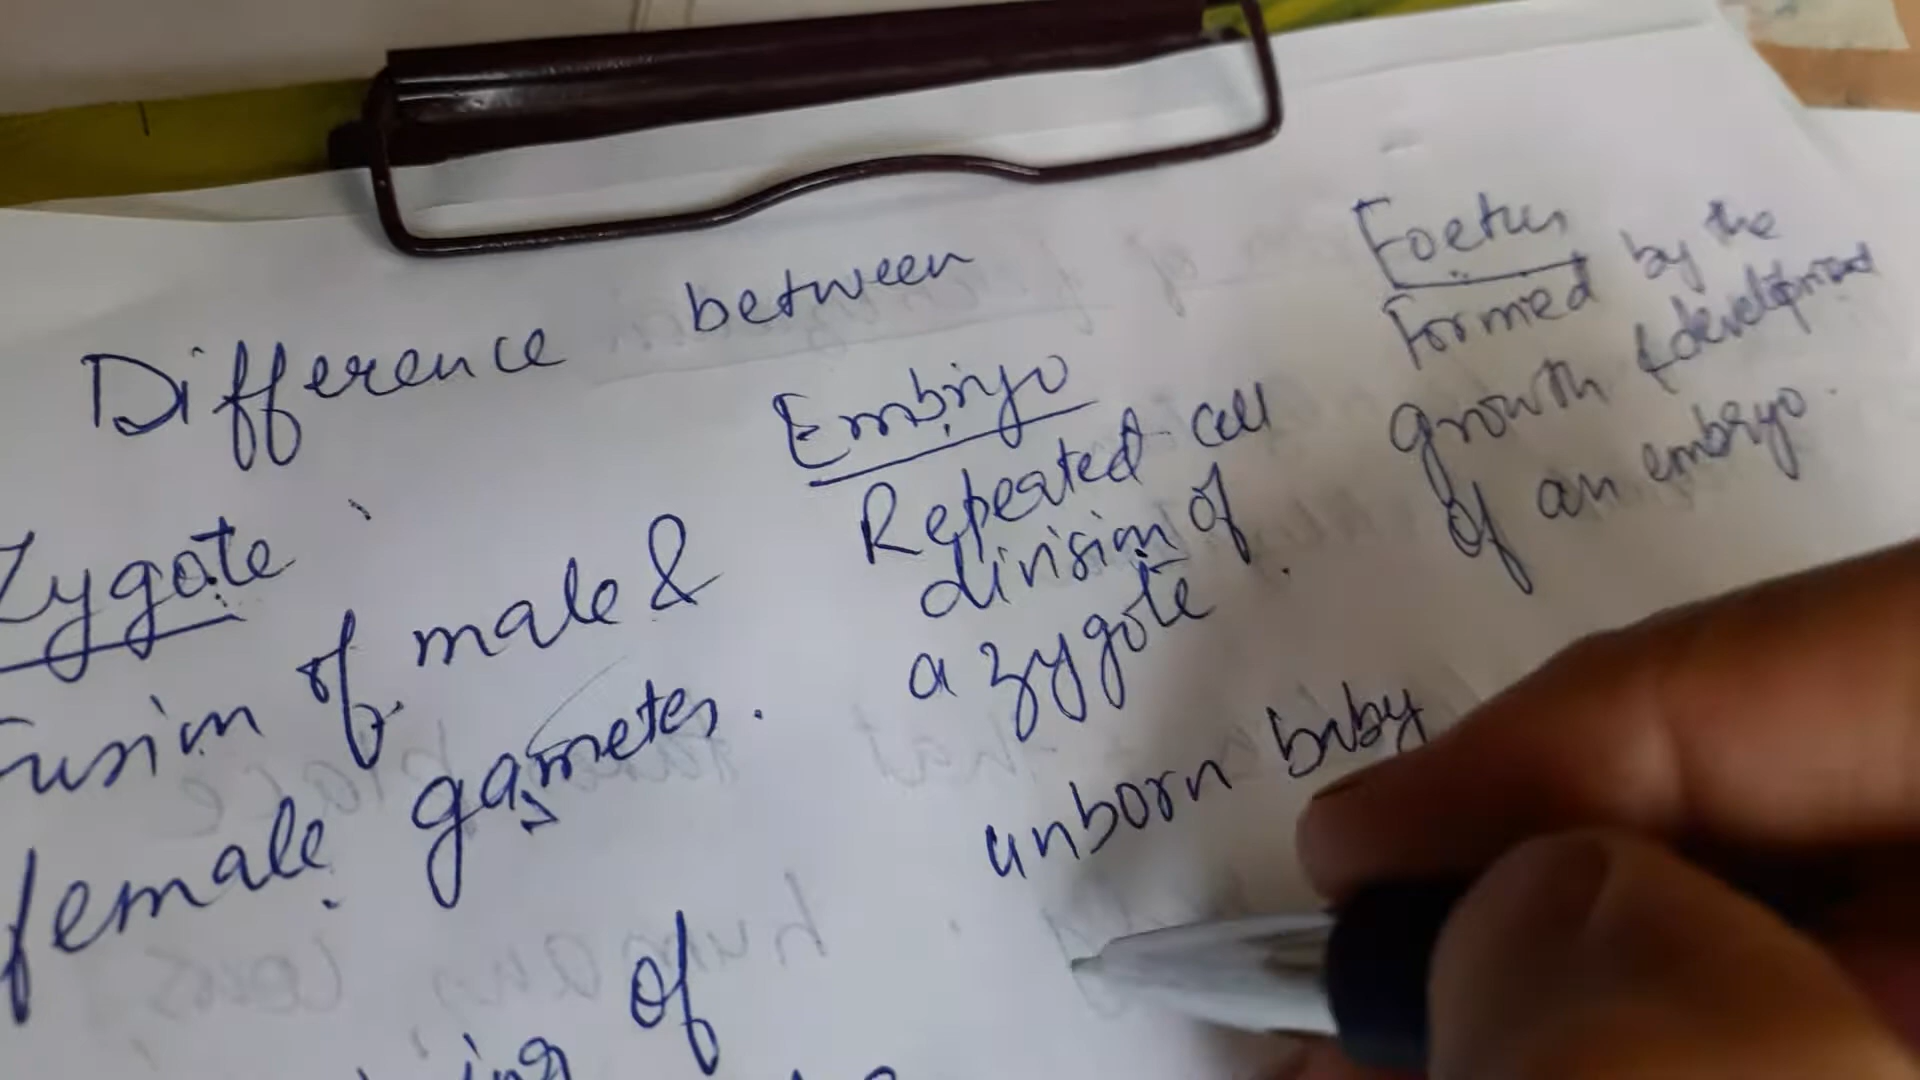 Difference between
Zygote
Fusion of male &
female gametes.
Embriyo
Repeated cell
division of
a zygote
unborn baby
Foetus
Formed by the
growth & development
of an embryo.
of